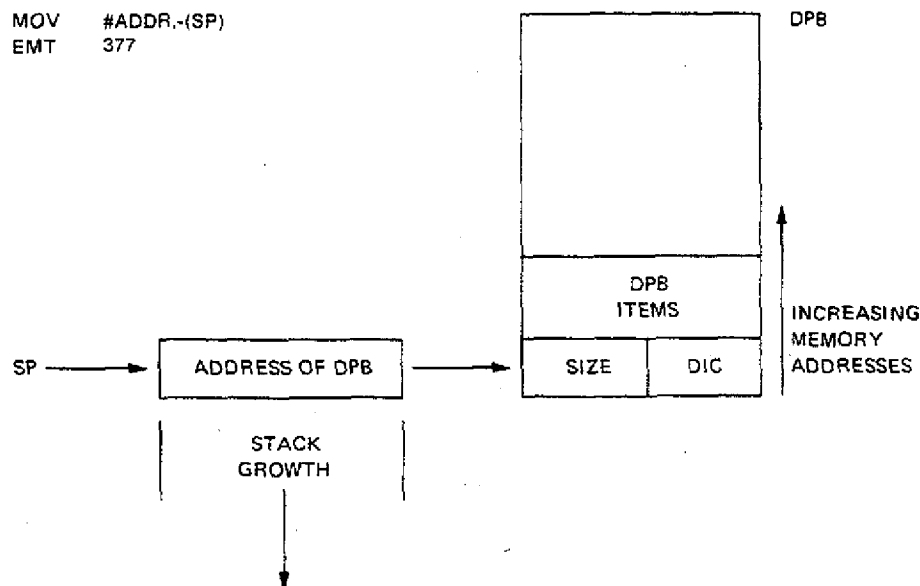 MOV #ADDR,-(SP)
EMT 377
DPB
DPB
ITEMS
INCREASING
MEMORY
ADDRESSES
SP
ADDRESS OF DPB
SIZE
DIC
STACK
GROWTH